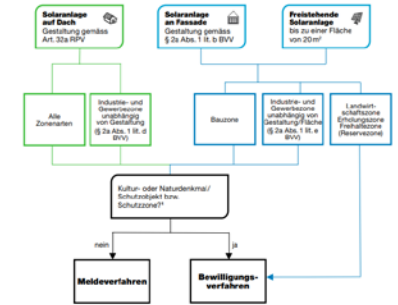 Solaranlage
auf Dach
Gestaltung gemäss
Art. 32a RPV
Solaranlage
an Fassade
Gestaltung gemäss
§ 2a Abs. 1 lit. b BVV
Freistehende
Solaranlage
bis zu einer Fläche
von 20 m²
Alle
Zonenarten
Industrie- und
Gewerbezone
unabhängig
von Gestaltung
(§ 2a Abs. 1 lit. d
BVV)
Bauzone
Industrie- und
Gewerbezone
unabhängig von
Gestaltung/Fläche
(§ 2a Abs. 1 lit. e
BVV)
Landwirt-
schaftszone
Erholungszone
Freihaltezone
(Reservezone)
Kultur- oder Naturdenkmal/
Schutzobjekt bzw.
Schutzzone?⁴
nein
ja
Meldeverfahren
Bewilligungs-
verfahren